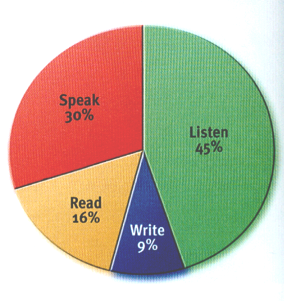 Speak
30%
Listen
45%
Read
16%
Write
9%